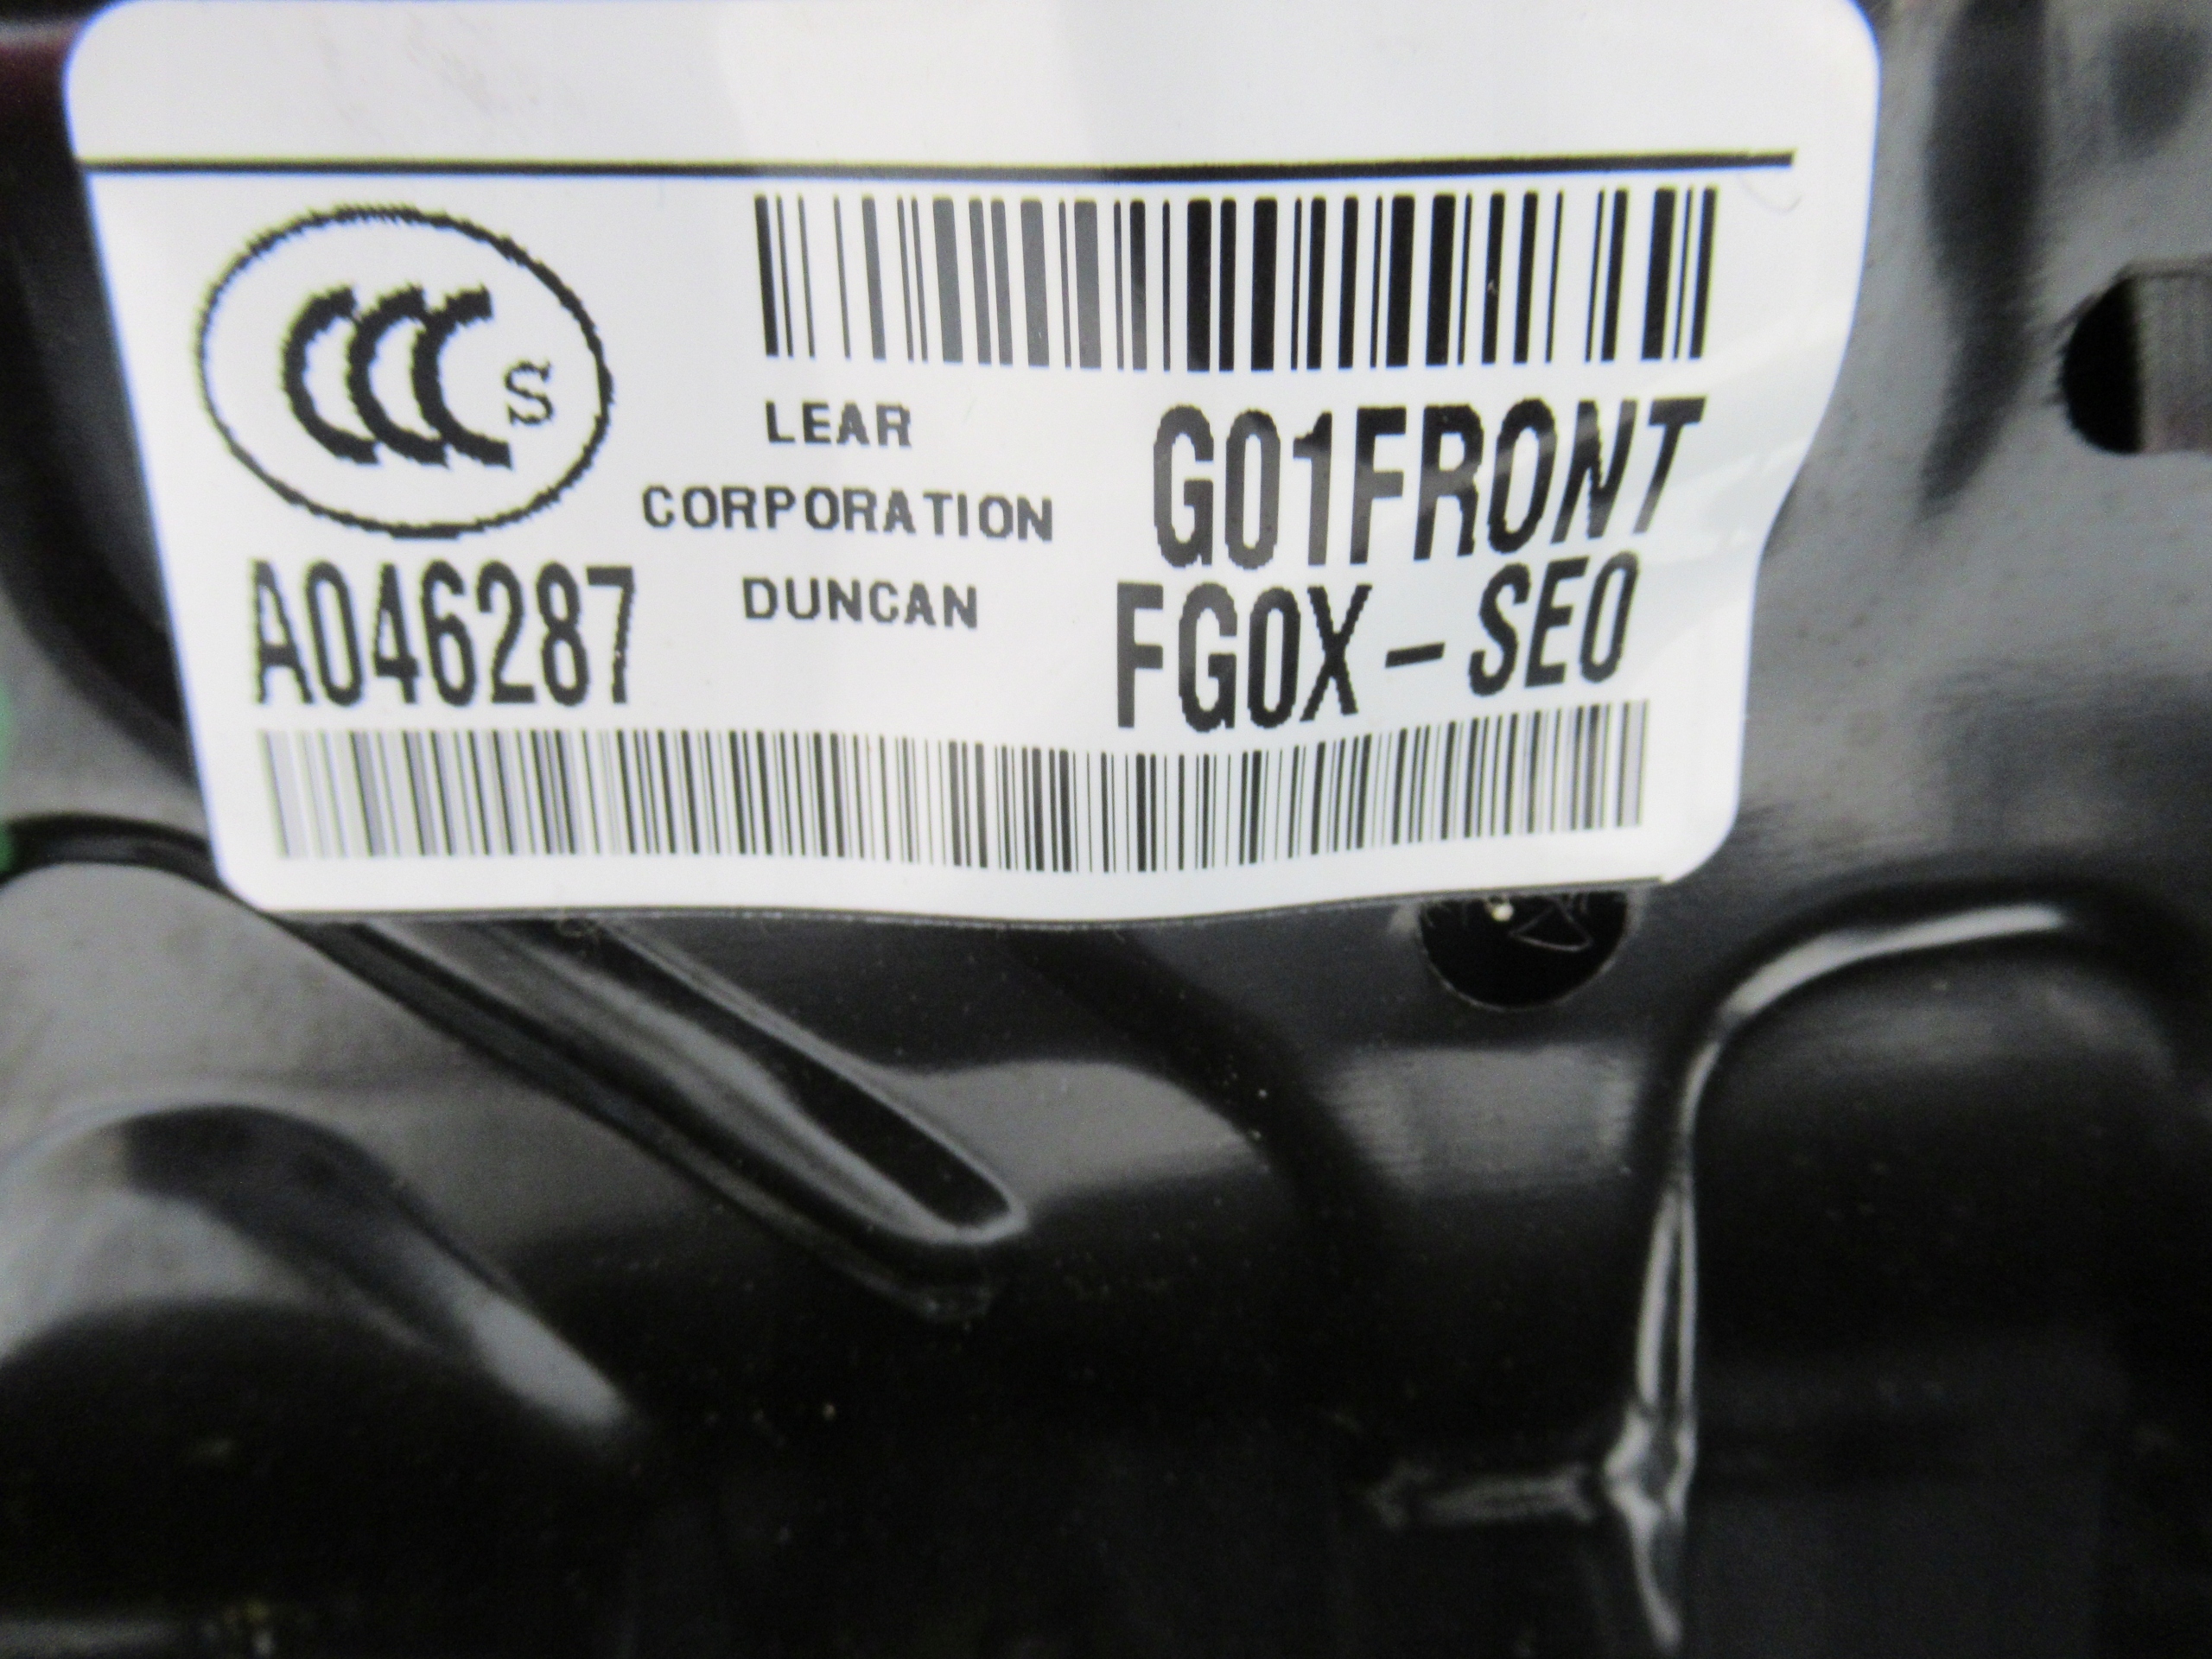 CCC S
LEAR
CORPORATION
DUNCAN
G01FRONT
FG0X-SE0
A046287